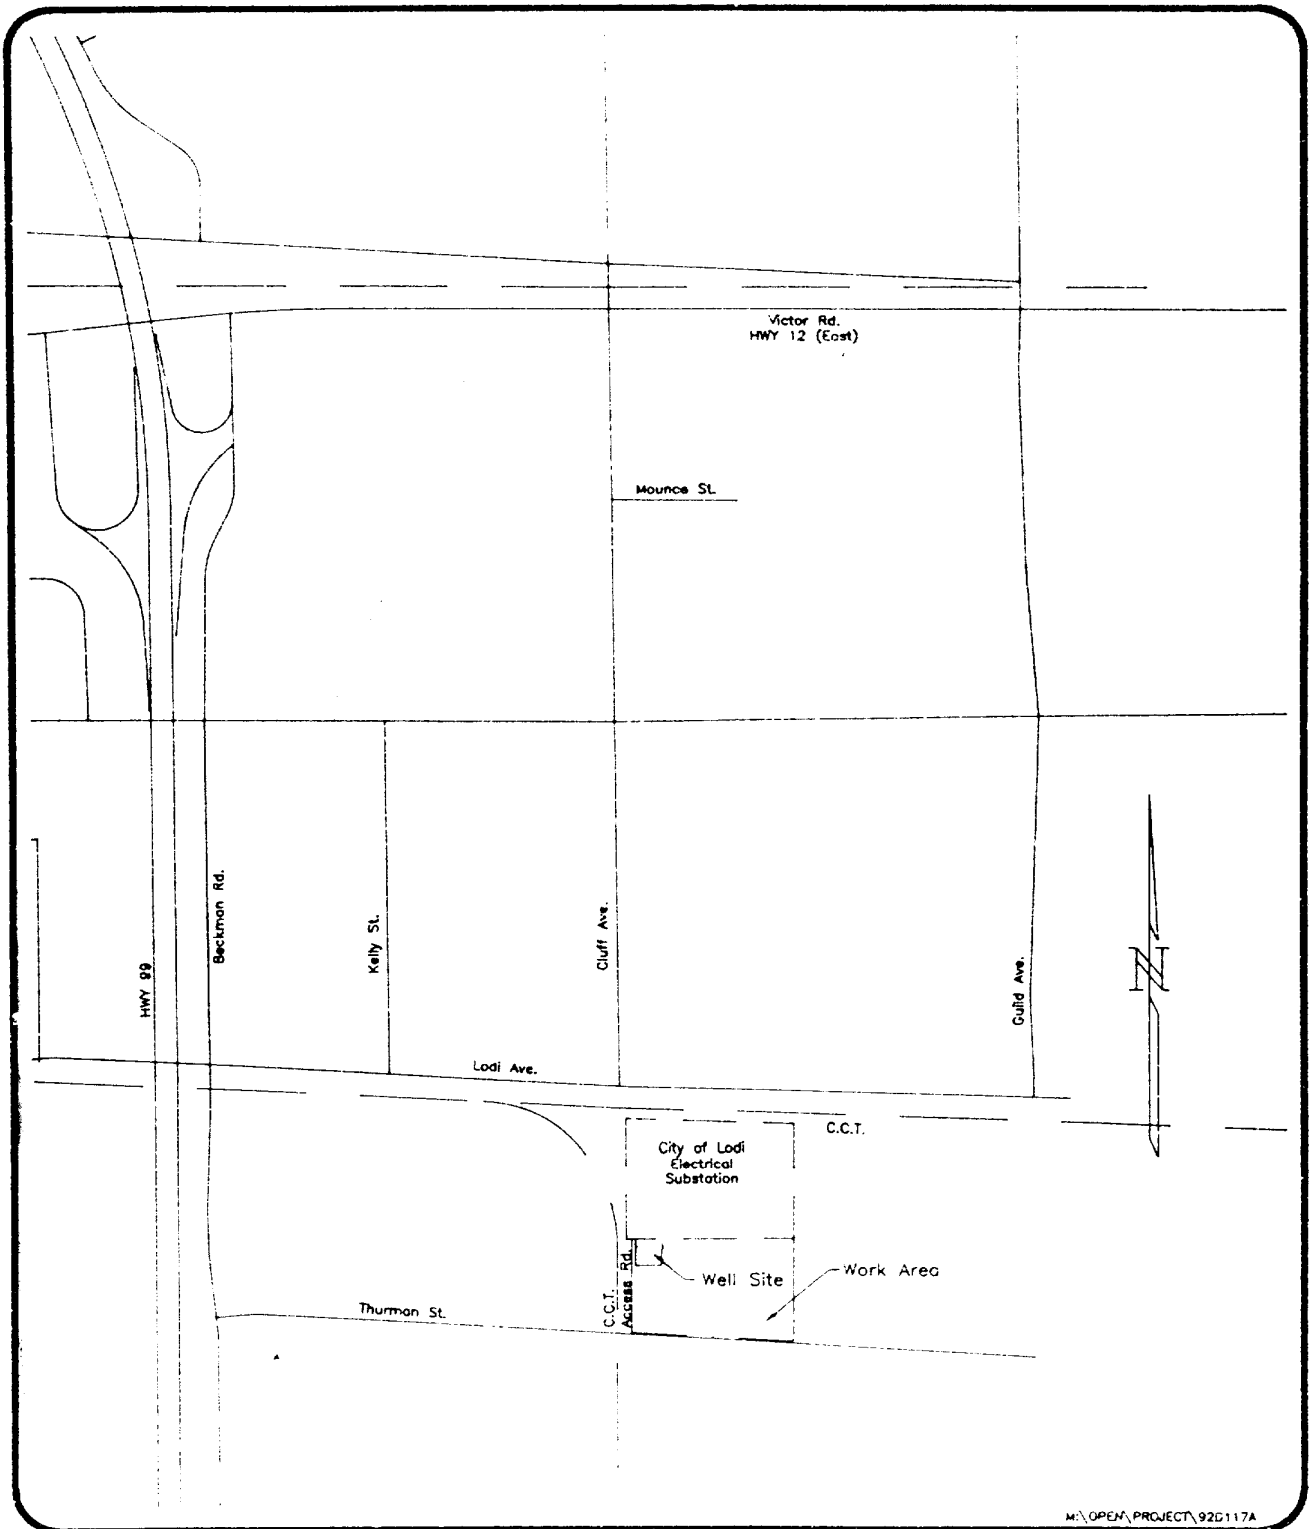 Victor Rd.
HWY 12 (East)
Mounce St.
HWY 99
Beckman Rd.
Kelly St.
Cluff Ave.
Guild Ave.
N
Lodi Ave.
C.C.T.
City of Lodi
Electrical
Substation
C.C.T.
Access Rd.
Well Site
Work Area
Thurman St.
M:\OPEN\PROJECT\92D117A